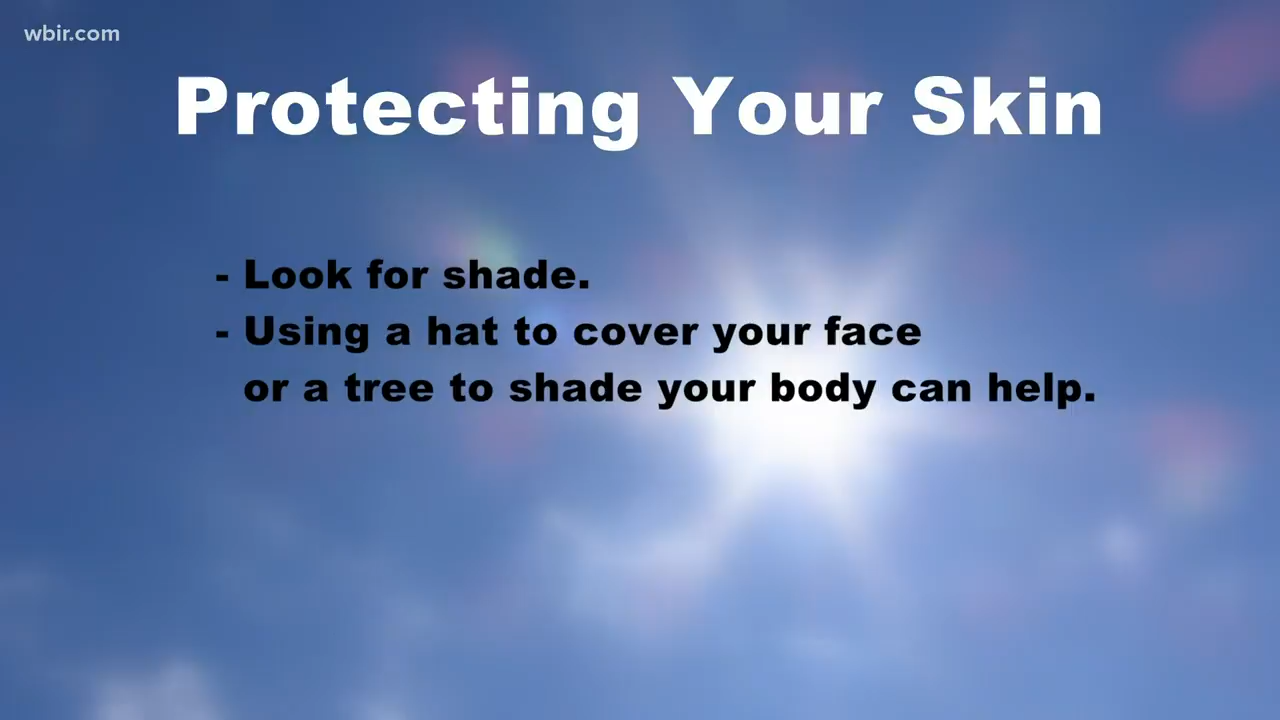 wbir.com
Protecting Your Skin
- Look for shade.
- Using a hat to cover your face
or a tree to shade your body can help.